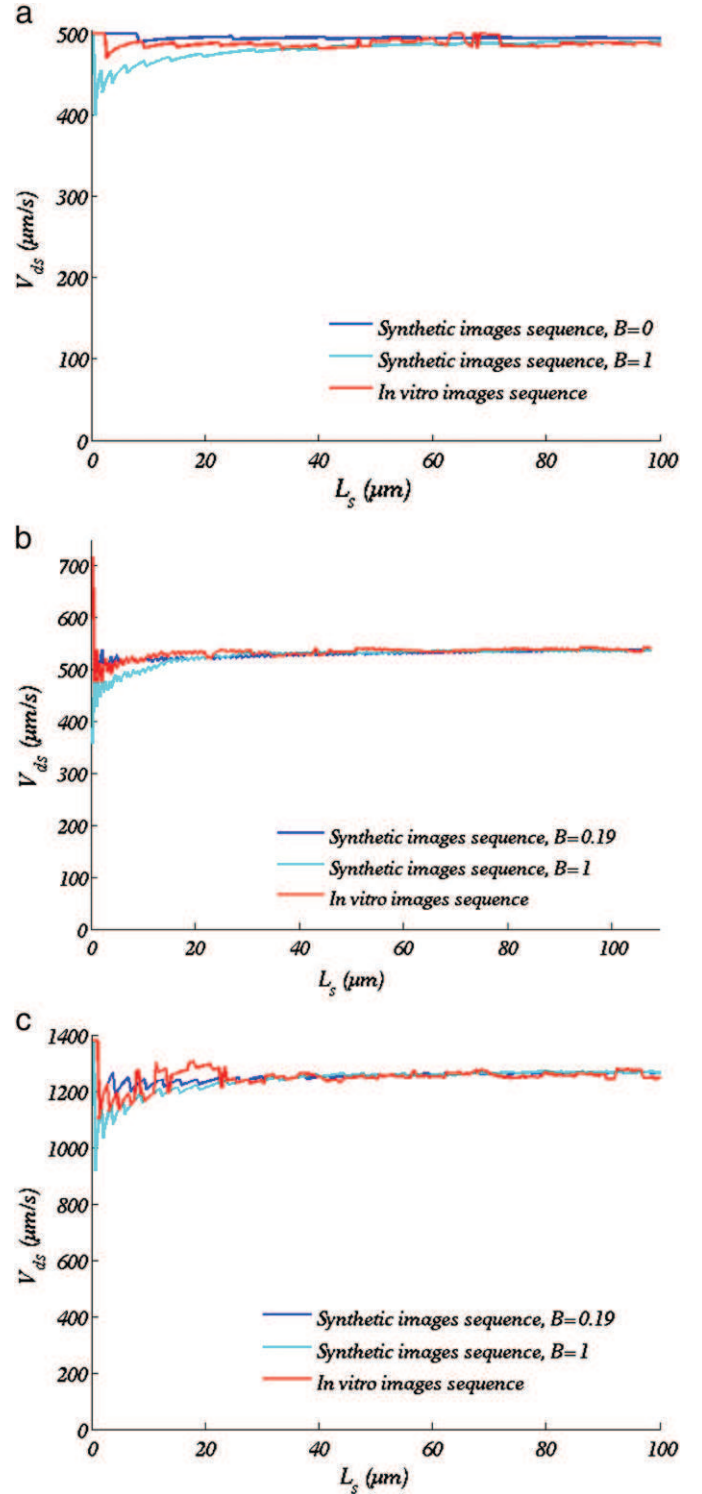 a
500
400
300
200
100
0
V_ds (μm/s)
Synthetic images sequence, B=0
Synthetic images sequence, B=1
In vitro images sequence
0 20 40 60 80 100
L_s (μm)
b
700
600
500
400
300
200
100
0
V_ds (μm/s)
Synthetic images sequence, B=0.19
Synthetic images sequence, B=1
In vitro images sequence
0 20 40 60 80 100
L_s (μm)
c
1400
1200
1000
800
600
400
200
0
V_ds (μm/s)
Synthetic images sequence, B=0.19
Synthetic images sequence, B=1
In vitro images sequence
0 20 40 60 80 100
L_s (μm)